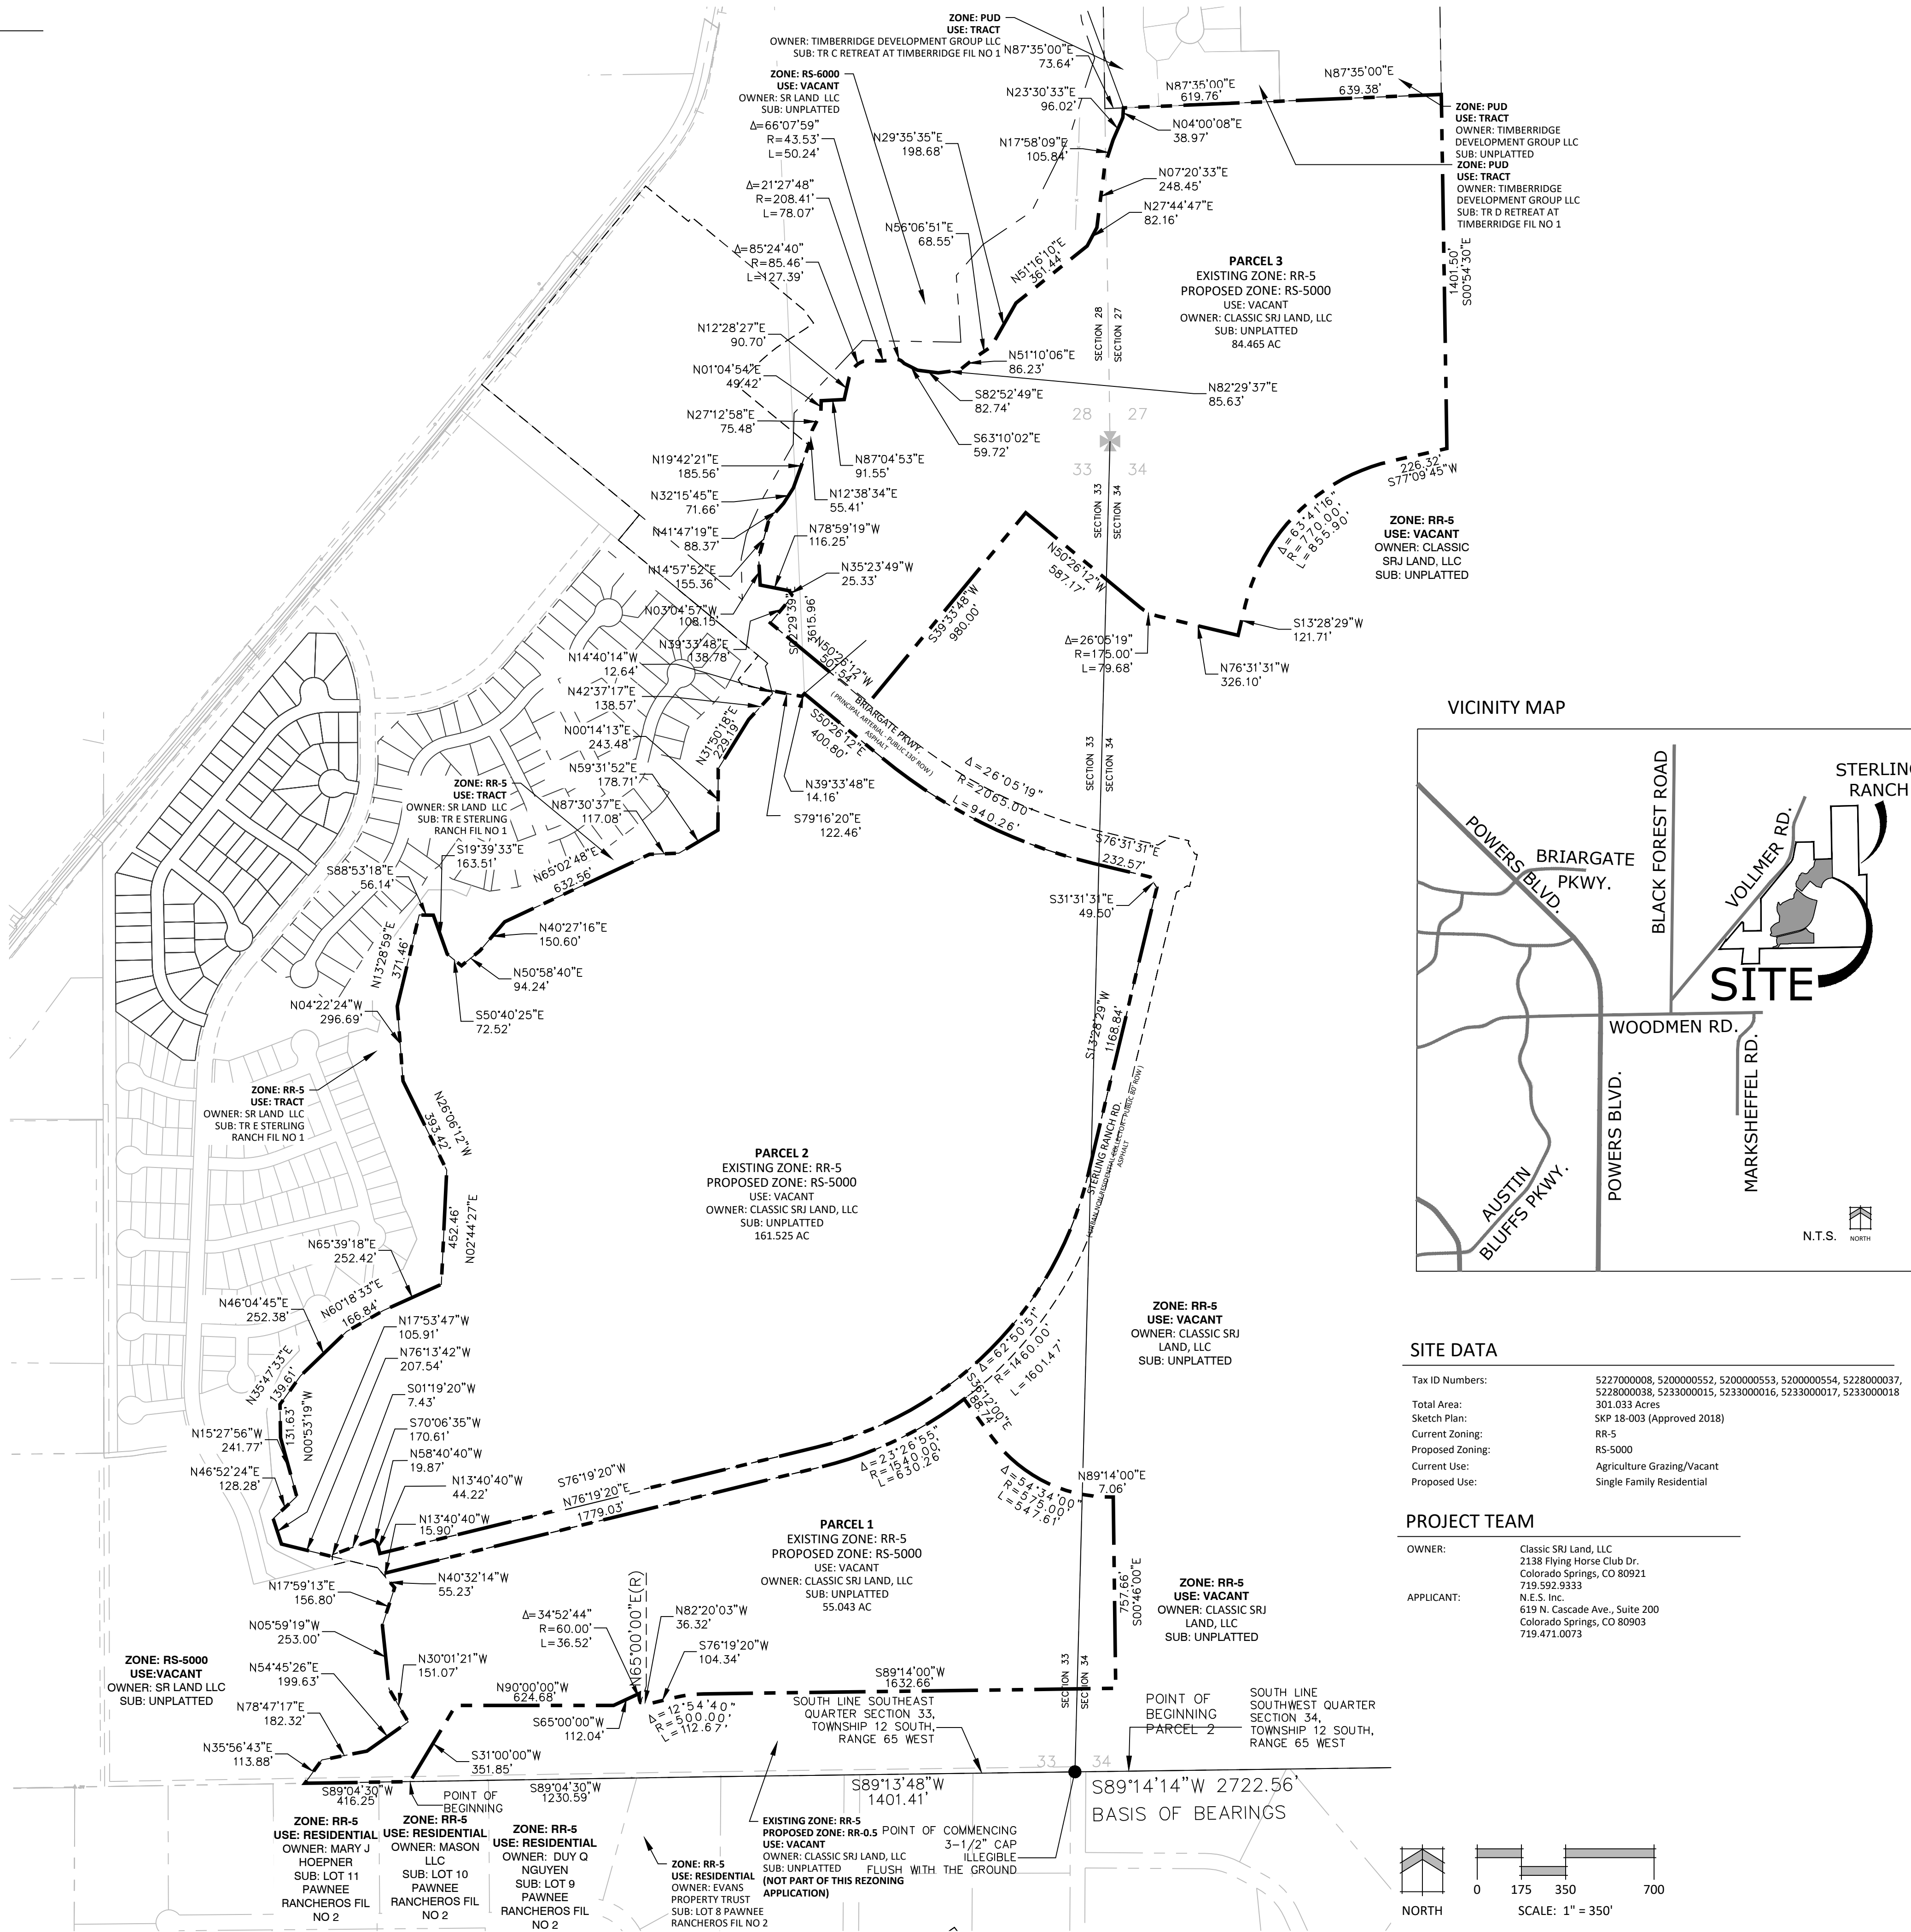 ZONE: PUD
USE: TRACT
OWNER: TIMBERRIDGE DEVELOPMENT GROUP LLC
SUB: TR C RETREAT AT TIMBERRIDGE FIL NO 1
N87°35'00"E
73.64'
ZONE: RS-6000
USE: VACANT
OWNER: SR LAND LLC
SUB: UNPLATTED
N23°30'33"E
96.02'
N87°35'00"E
619.76'
N87°35'00"E
639.38'
ZONE: PUD
USE: TRACT
OWNER: TIMBERRIDGE
DEVELOPMENT GROUP LLC
SUB: UNPLATTED
ZONE: PUD
USE: TRACT
OWNER: TIMBERRIDGE
DEVELOPMENT GROUP LLC
SUB: TR D RETREAT AT
TIMBERRIDGE FIL NO 1
Δ=66°07'59"
R=43.53'
L=50.24'
N29°35'35"E
198.68'
N17°58'09"E
105.84'
N04°00'08"E
38.97'
N07°20'33"E
248.45'
N27°44'47"E
82.16'
Δ=21°27'48"
R=208.41'
L=78.07'
N56°06'51"E
68.55'
Δ=85°24'40"
R=85.46'
L=127.39'
N51°16'10"E
361.44'
1401.50'
S00°54'30"E
PARCEL 3
EXISTING ZONE: RR-5
PROPOSED ZONE: RS-5000
USE: VACANT
OWNER: CLASSIC SRJ LAND, LLC
SUB: UNPLATTED
84.465 AC
SECTION 28
SECTION 27
N12°28'27"E
90.70'
N01°04'54"E
49.42'
N27°12'58"E
75.48'
N51°10'06"E
86.23'
N82°29'37"E
85.63'
S82°52'49"E
82.74'
S63°10'02"E
59.72'
28 27
33 34
N19°42'21"E
185.56'
N87°04'53"E
91.55'
N32°15'45"E
71.66'
N12°38'34"E
55.41'
N41°47'19"E
88.37'
N78°59'19"W
116.25'
SECTION 33
SECTION 34
226.32'
S77°09'45"W
Δ=63°41'16"
R=770.00'
L=855.90'
ZONE: RR-5
USE: VACANT
OWNER: CLASSIC
SRJ LAND, LLC
SUB: UNPLATTED
N14°57'52"E
155.36'
N35°23'49"W
25.33'
N03°04'57"W
108.15'
S02°29'39"E
3615.96'
N50°26'12"W
587.17'
S39°33'48"W
980.00'
S13°28'29"W
121.71'
N39°33'48"E
138.78'
N14°40'14"W
12.64'
N50°26'12"W
501.54'
Δ=26°05'19"
R=175.00'
L=79.68'
N76°31'31"W
326.10'
N42°37'17"E
138.57'
BRIARGATE PKWY.
( PRINCIPAL ARTERIAL - PUBLIC 130' ROW )
ASPHALT
S50°26'12"E
400.80'
N00°14'13"E
243.48'
N31°50'18"E
229.19'
N59°31'52"E
178.71'
N39°33'48"E
14.16'
S79°16'20"E
122.46'
Δ=26°05'19"
R=2065.00'
L=940.26'
SECTION 33
SECTION 34
ZONE: RR-5
USE: TRACT
OWNER: SR LAND LLC
SUB: TR E STERLING
RANCH FIL NO 1
N87°30'37"E
117.08'
S76°31'31"E
232.57'
S31°31'31"E
49.50'
S19°39'33"E
163.51'
S88°53'18"E
56.14'
N65°02'48"E
632.56'
N40°27'16"E
150.60'
N50°58'40"E
94.24'
S50°40'25"E
72.52'
N13°28'59"E
371.46'
N04°22'24"W
296.69'
S13°28'29"W
1168.84'
ZONE: RR-5
USE: TRACT
OWNER: SR LAND LLC
SUB: TR E STERLING
RANCH FIL NO 1
N26°06'12"W
393.42'
STERLING RANCH RD.
(URBAN NON-RESIDENTIAL COLLECTOR - PUBLIC 80' ROW )
ASPHALT
PARCEL 2
EXISTING ZONE: RR-5
PROPOSED ZONE: RS-5000
USE: VACANT
OWNER: CLASSIC SRJ LAND, LLC
SUB: UNPLATTED
161.525 AC
452.46'
N02°44'27"E
N65°39'18"E
252.42'
N60°18'33"E
166.84'
N46°04'45"E
252.38'
N17°53'47"W
105.91'
N76°13'42"W
207.54'
N35°47'33"E
139.61'
S01°19'20"W
7.43'
131.63'
N00°53'19"W
S70°06'35"W
170.61'
N15°27'56"W
241.77'
N58°40'40"W
19.87'
N46°52'24"E
128.28'
N13°40'40"W
44.22'
N13°40'40"W
15.90'
S76°19'20"W
N76°19'20"E
1779.03'
Δ=62°50'51"
R=1460.00'
L=1601.47'
ZONE: RR-5
USE: VACANT
OWNER: CLASSIC SRJ
LAND, LLC
SUB: UNPLATTED
S36°12'00"E
88.74'
Δ=23°26'55"
R=1540.00'
L=630.26
Δ=54°34'00"
R=575.00'
L=547.61'
N89°14'00"E
7.06'
PARCEL 1
EXISTING ZONE: RR-5
PROPOSED ZONE: RS-5000
USE: VACANT
OWNER: CLASSIC SRJ LAND, LLC
SUB: UNPLATTED
55.043 AC
757.66'
S00°46'00"E
ZONE: RR-5
USE: VACANT
OWNER: CLASSIC SRJ
LAND, LLC
SUB: UNPLATTED
N17°59'13"E
156.80'
N40°32'14"W
55.23'
N05°59'19"W
253.00'
N30°01'21"W
151.07'
ZONE: RS-5000
USE:VACANT
OWNER: SR LAND LLC
SUB: UNPLATTED
N54°45'26"E
199.63'
N78°47'17"E
182.32'
N35°56'43"E
113.88'
Δ=34°52'44"
R=60.00'
L=36.52'
N65°00'00"E(R)
N82°20'03"W
36.32'
S76°19'20"W
104.34'
N90°00'00"W
624.68'
S65°00'00"W
112.04'
Δ=12°54'40"
R=500.00'
L=112.67'
S89°14'00"W
1632.66'
S31°00'00"W
351.85'
SOUTH LINE SOUTHEAST
QUARTER SECTION 33,
TOWNSHIP 12 SOUTH,
RANGE 65 WEST
SECTION 33
SECTION 34
POINT OF
BEGINNING
PARCEL 2
SOUTH LINE
SOUTHWEST QUARTER
SECTION 34,
TOWNSHIP 12 SOUTH,
RANGE 65 WEST
33 34
S89°04'30"W
416.25'
POINT OF
BEGINNING
S89°04'30"W
1230.59'
S89°13'48"W
1401.41'
S89°14'14"W 2722.56'
BASIS OF BEARINGS
ZONE: RR-5
USE: RESIDENTIAL
OWNER: MARY J
HOEPNER
SUB: LOT 11
PAWNEE
RANCHEROS FIL
NO 2
ZONE: RR-5
USE: RESIDENTIAL
OWNER: MASON
LLC
SUB: LOT 10
PAWNEE
RANCHEROS FIL
NO 2
ZONE: RR-5
USE: RESIDENTIAL
OWNER: DUY Q
NGUYEN
SUB: LOT 9
PAWNEE
RANCHEROS FIL
NO 2
ZONE: RR-5
USE: RESIDENTIAL
OWNER: EVANS
PROPERTY TRUST
SUB: LOT 8 PAWNEE
RANCHEROS FIL NO 2
EXISTING ZONE: RR-5
PROPOSED ZONE: RR-0.5
USE: VACANT
OWNER: CLASSIC SRJ LAND, LLC
SUB: UNPLATTED
(NOT PART OF THIS REZONING
APPLICATION)
POINT OF COMMENCING
3-1/2" CAP
ILLEGIBLE
FLUSH WITH THE GROUND
VICINITY MAP
STERLING
RANCH
POWERS BLVD.
BRIARGATE
PKWY.
BLACK FOREST ROAD
VOLLMER RD.
SITE
WOODMEN RD.
MARKSHEFFEL RD.
POWERS BLVD.
AUSTIN
BLUFFS PKWY.
N.T.S.
NORTH
SITE DATA
Tax ID Numbers: 5227000008, 5200000552, 5200000553, 5200000554, 5228000037,
5228000038, 5233000015, 5233000016, 5233000017, 5233000018
Total Area: 301.033 Acres
Sketch Plan: SKP 18-003 (Approved 2018)
Current Zoning: RR-5
Proposed Zoning: RS-5000
Current Use: Agriculture Grazing/Vacant
Proposed Use: Single Family Residential
PROJECT TEAM
OWNER: Classic SRJ Land, LLC
2138 Flying Horse Club Dr.
Colorado Springs, CO 80921
719.592.9333
APPLICANT: N.E.S. Inc.
619 N. Cascade Ave., Suite 200
Colorado Springs, CO 80903
719.471.0073
NORTH
0 175 350 700
SCALE: 1" = 350'